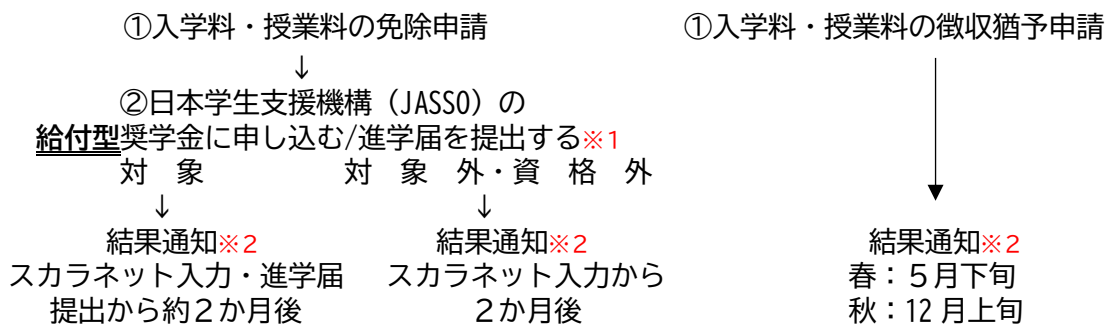 ①入学料・授業料の免除申請
↓
②日本学生支援機構（JASSO）の
給付型奨学金に申し込む/進学届を提出する※1
対 象
↓
結果通知※2
スカラネット入力・進学届
提出から約２か月後
対 象 外・資 格 外
↓
結果通知※2
スカラネット入力から
２か月後
①入学料・授業料の徴収猶予申請
結果通知※2
春：５月下旬
秋：12月上旬